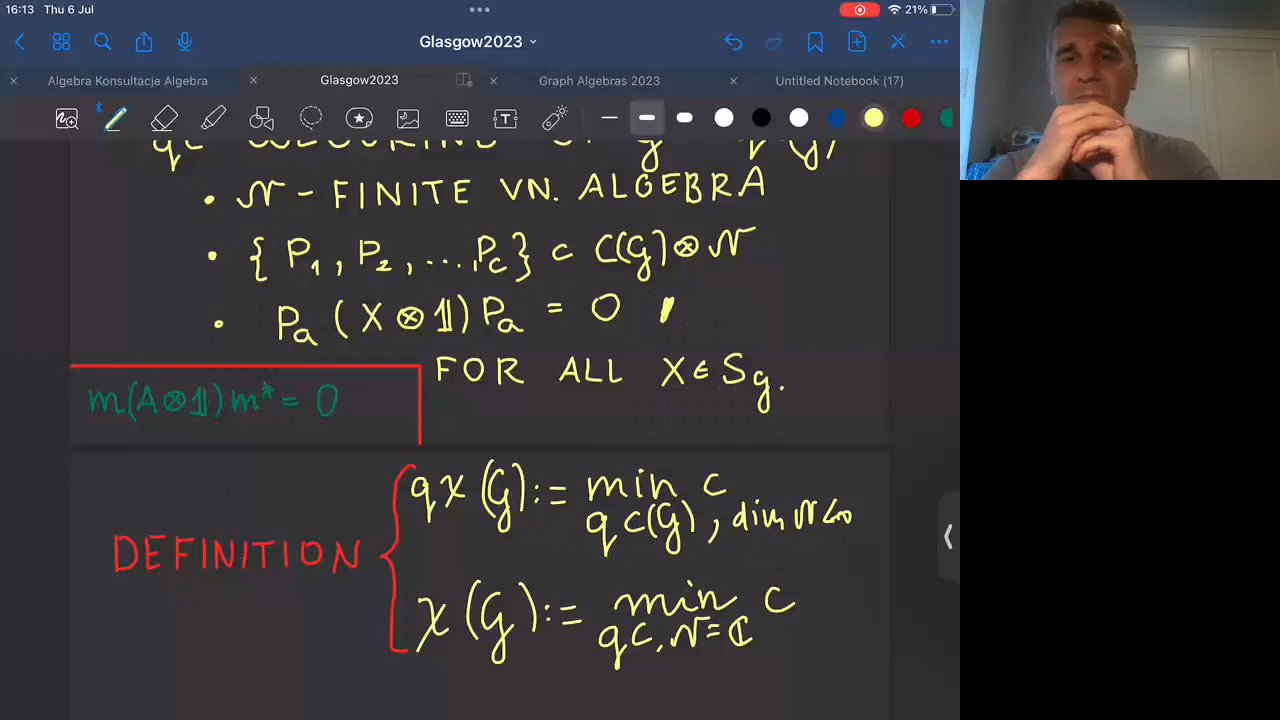 16:13 Thu 6 Jul
21%
Glasgow2023
Algebra Konsultacje Algebra
Glasgow2023
Graph Algebras 2023
Untitled Notebook (17)
• 𝒩 - FINITE VN. ALGEBRA
• { P₁, P₂, ..., P_c } ⊂ C(G) ⊗ 𝒩
• P_a ( X ⊗ 𝟙 ) P_a = 0
FOR ALL X ∈ S_G.
m(A ⊗ 𝟙) m* = 0
DEFINITION
qχ(G) := min c
qc(G), dim 𝒩 < ∞
χ(G) := min c
qc, 𝒩 = ℂ